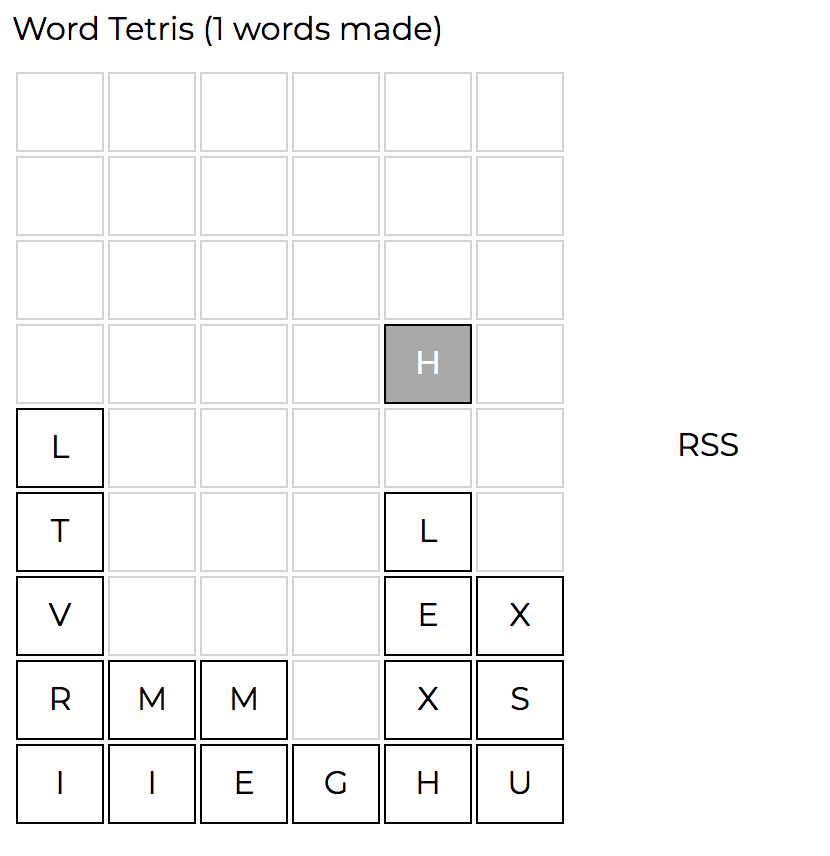 Word Tetris (1 words made)
H
L
RSS
T L
V E X
R M M X S
I I E G H U